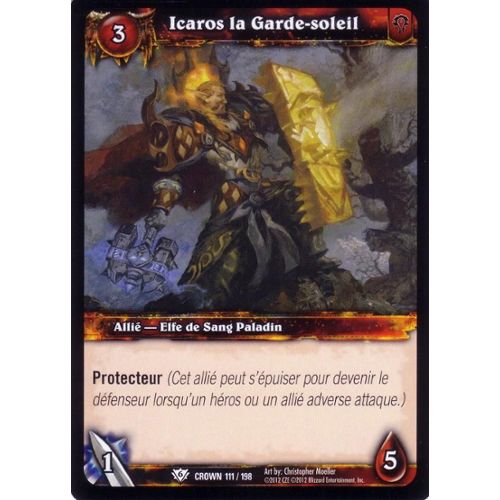 3
Icaros la Garde-soleil
Allié — Elfe de Sang Paladin
Protecteur (Cet allié peut s'épuiser pour devenir le
défenseur lorsqu'un héros ou un allié adverse attaque.)
1
6
CROWN 111 / 198
Art by: Christopher Moeller
©2012 CZE ©2012 Blizzard Entertainment, Inc.
5